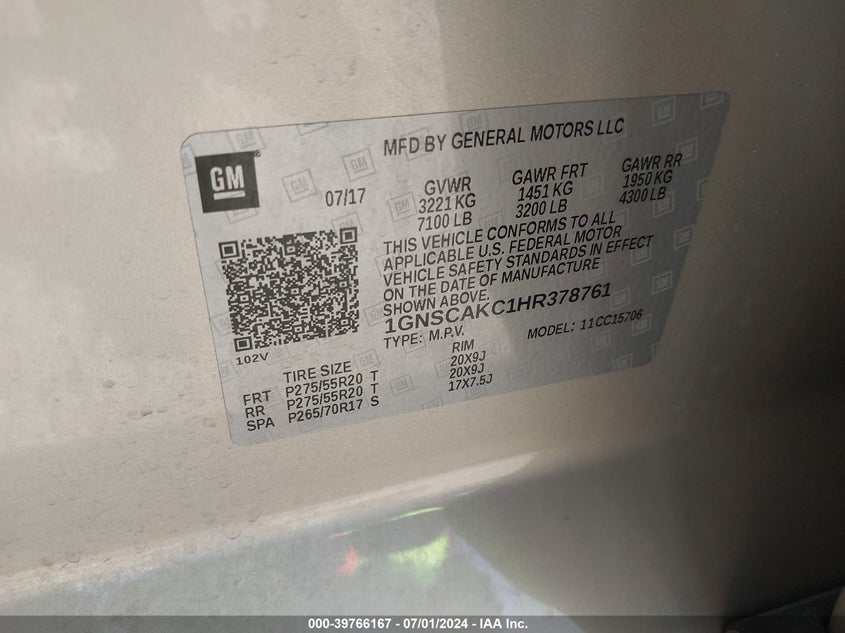 MFD BY GENERAL MOTORS LLC
GM
07/17
GVWR
3221 KG
7100 LB
GAWR FRT
1451 KG
3200 LB
GAWR RR
1950 KG
4300 LB
THIS VEHICLE CONFORMS TO ALL
APPLICABLE U.S. FEDERAL MOTOR
VEHICLE SAFETY STANDARDS IN EFFECT
ON THE DATE OF MANUFACTURE
SHOWN ABOVE.
1GNSCAKC1HR378761
TYPE: M.P.V.
MODEL: 11CC15706
102V
TIRE SIZE RIM
FRT P275/55R20 T 20X9J
RR P275/55R20 T 20X9J
SPA P265/70R17 S 17X7.5J
000-39766167 - 07/01/2024 - IAA Inc.